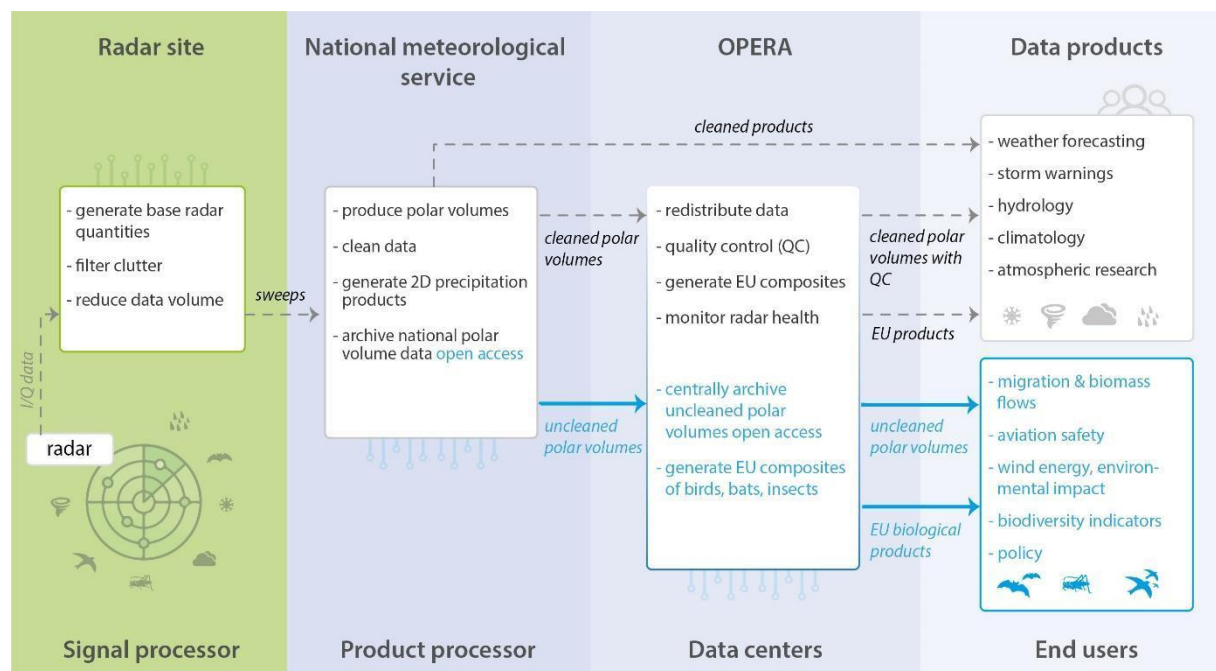 Radar site
- generate base radar
quantities
- filter clutter
- reduce data volume
I/Q data
radar
sweeps
Signal processor
National meteorological
service
- produce polar volumes
- clean data
- generate 2D precipitation
products
- archive national polar
volume data open access
cleaned products
cleaned polar
volumes
uncleaned
polar volumes
Product processor
OPERA
- redistribute data
- quality control (QC)
- generate EU composites
- monitor radar health
- centrally archive
uncleaned polar
volumes open access
- generate EU composites
of birds, bats, insects
cleaned polar
volumes with
QC
EU products
uncleaned
polar volumes
EU biological
products
Data centers
Data products
- weather forecasting
- storm warnings
- hydrology
- climatology
- atmospheric research
- migration & biomass
flows
- aviation safety
- wind energy, environ-
mental impact
- biodiversity indicators
- policy
End users